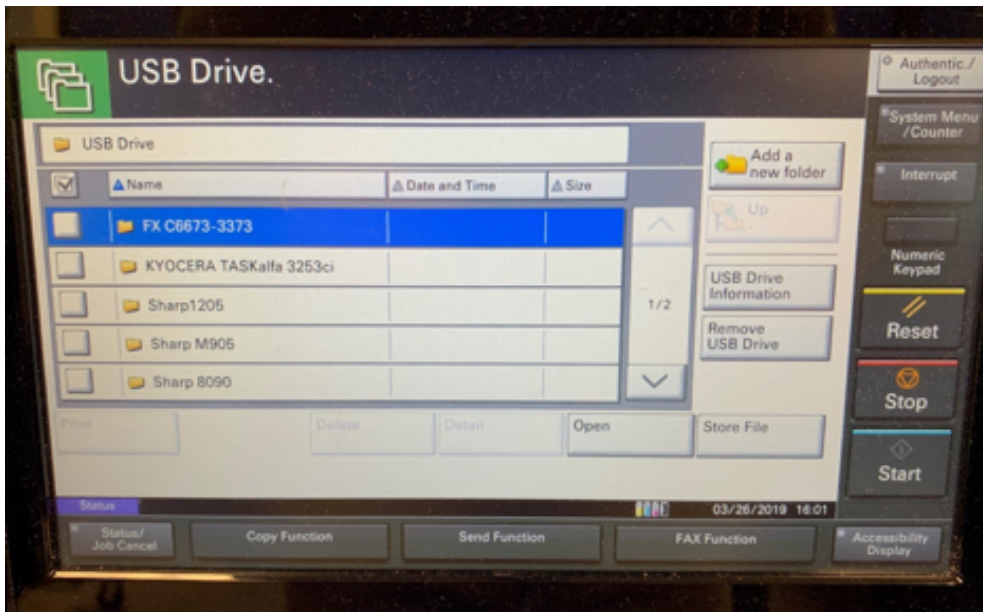 USB Drive.
Authentic./
Logout
USB Drive
Add a
new folder
System Menu
/Counter
Name
Date and Time
Size
Interrupt
FX C6673-3373
Up
KYOCERA TASKalfa 3253ci
USB Drive
Information
Numeric
Keypad
Sharp1205
1/2
Sharp M905
Remove
USB Drive
Reset
Sharp 8090
Stop
Print
Delete
Detail
Open
Store File
Start
Status
03/26/2019 16:01
Status/
Job Cancel
Copy Function
Send Function
FAX Function
Accessibility
Display